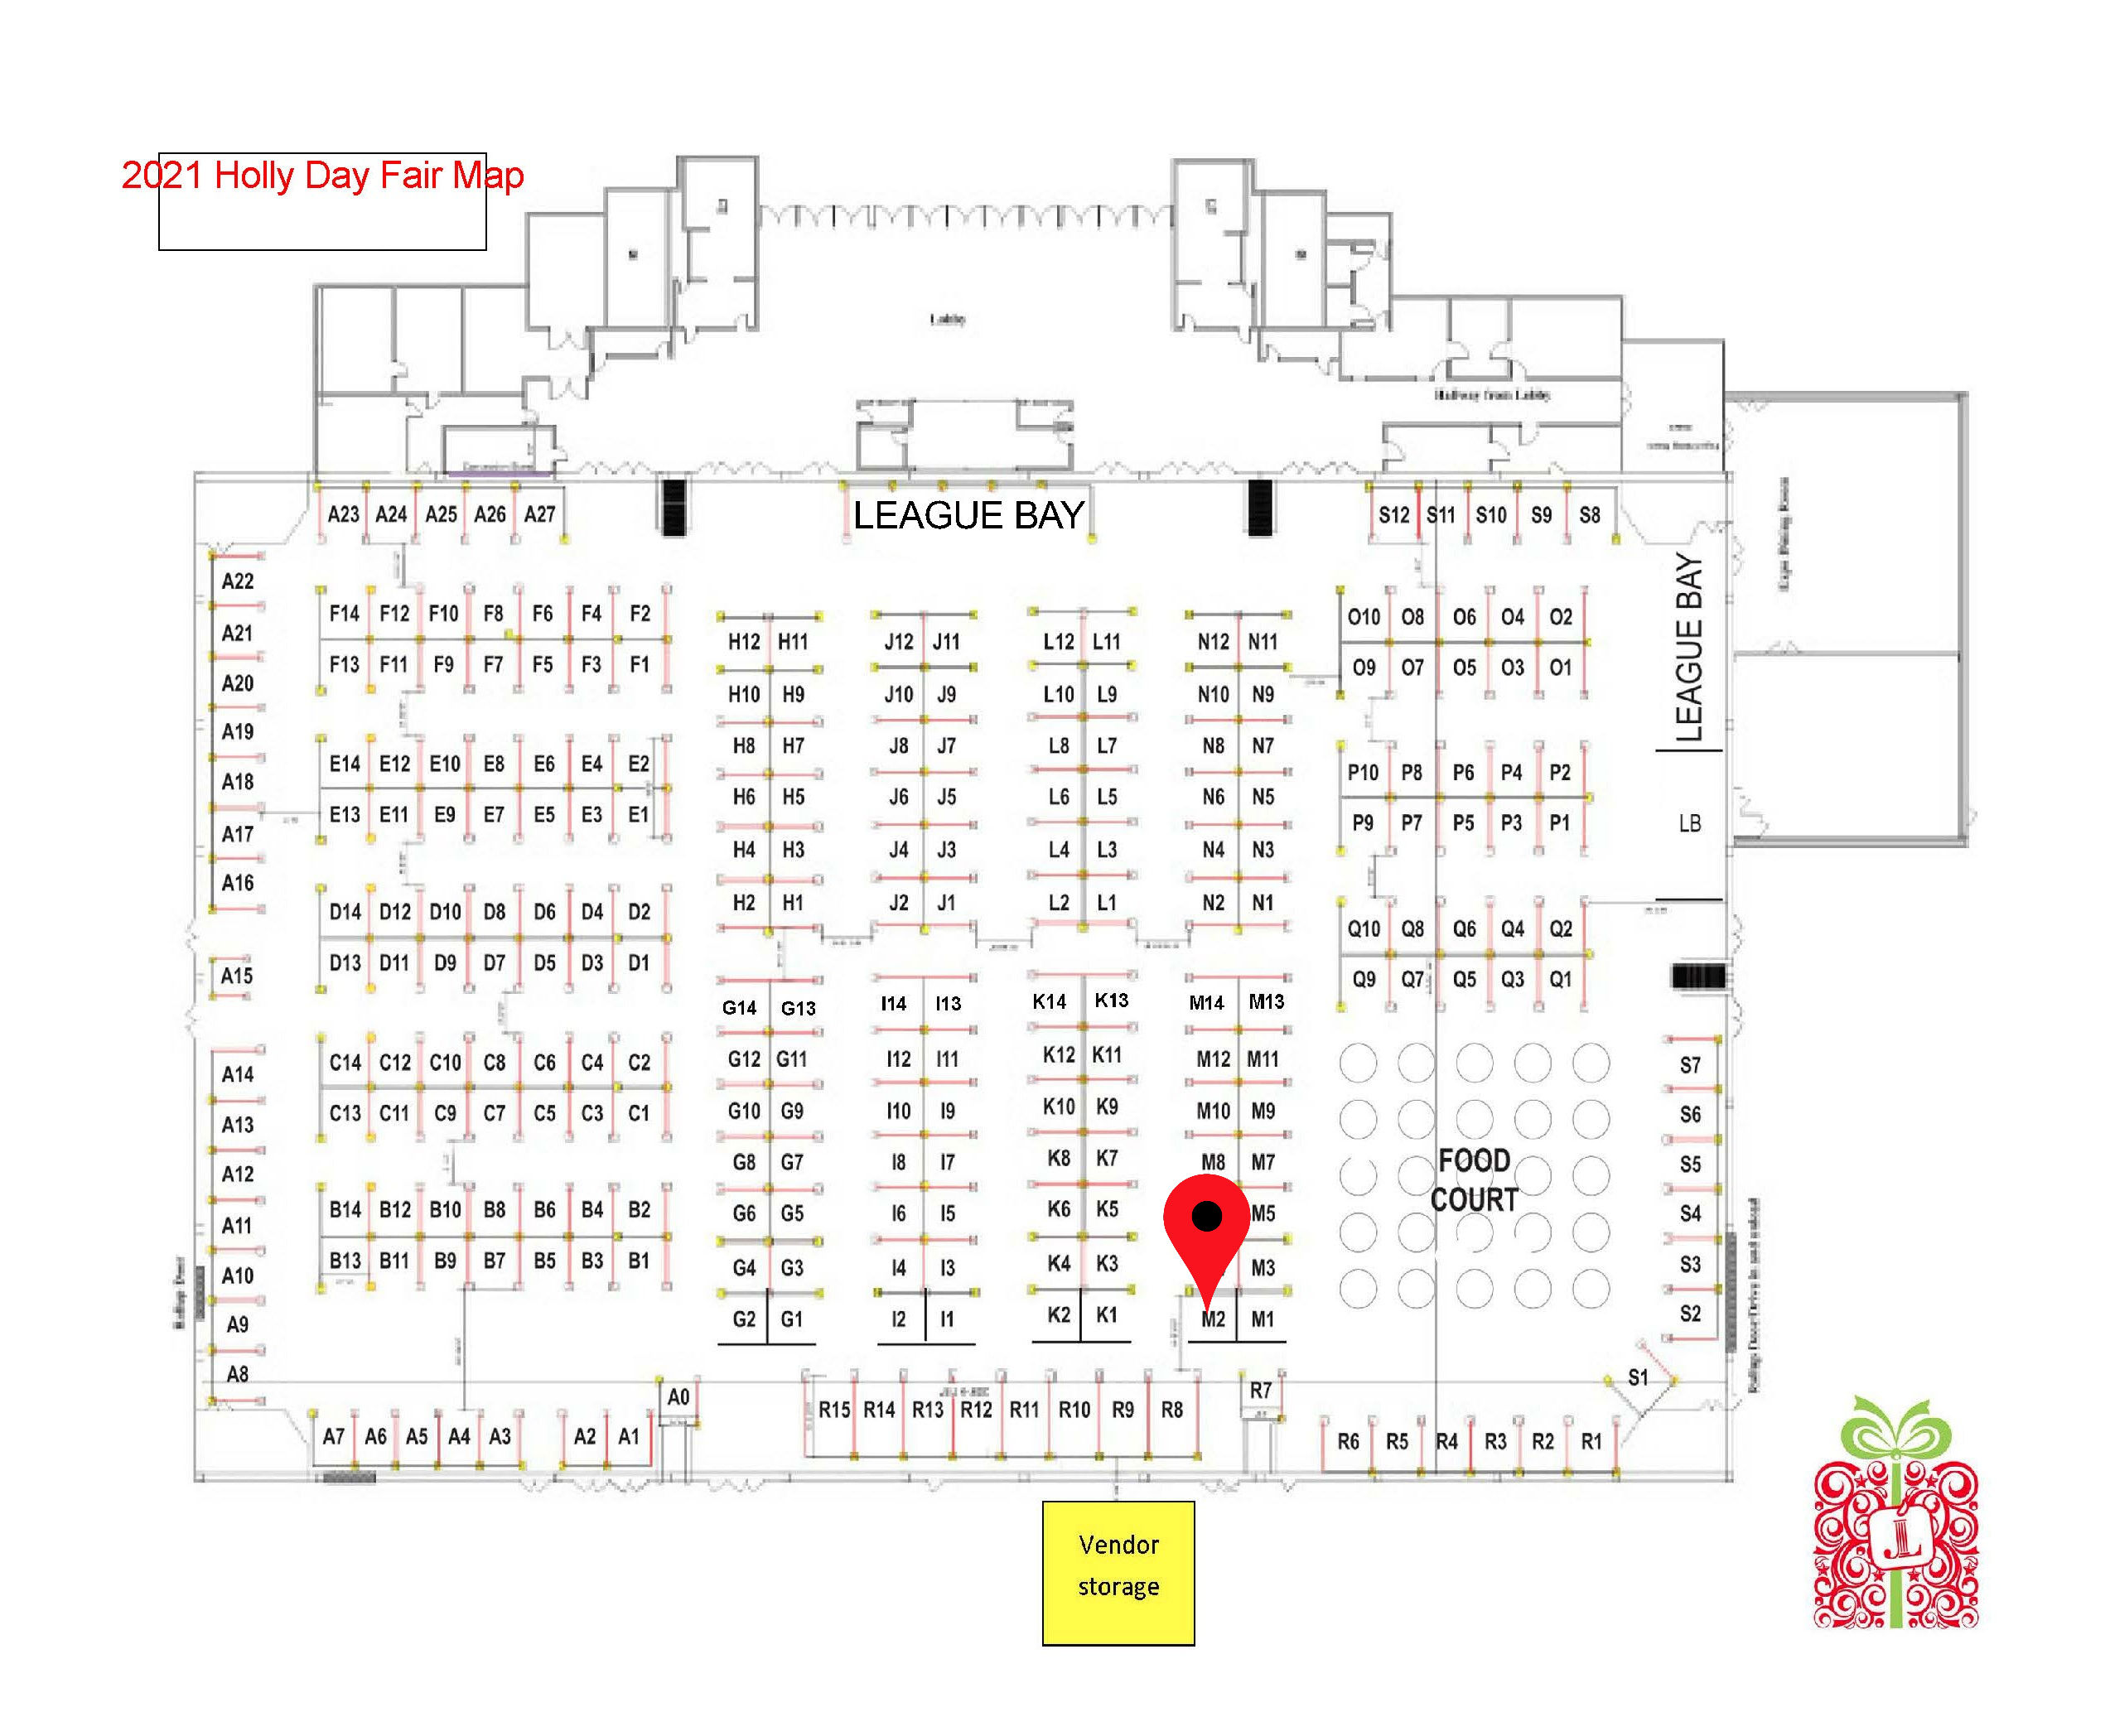 2021 Holly Day Fair Map
Lobby
Hallway from Lobby
LEAGUE BAY
A23 A24 A25 A26 A27
S12 S11 S10 S9 S8
A22
A21
A20
A19
A18
A17
A16
A15
A14
A13
A12
A11
A10
A9
A8
F14 F12 F10 F8 F6 F4 F2
F13 F11 F9 F7 F5 F3 F1
E14 E12 E10 E8 E6 E4 E2
E13 E11 E9 E7 E5 E3 E1
D14 D12 D10 D8 D6 D4 D2
D13 D11 D9 D7 D5 D3 D1
C14 C12 C10 C8 C6 C4 C2
C13 C11 C9 C7 C5 C3 C1
B14 B12 B10 B8 B6 B4 B2
B13 B11 B9 B7 B5 B3 B1
H12 H11 J12 J11 L12 L11 N12 N11
H10 H9 J10 J9 L10 L9 N10 N9
H8 H7 J8 J7 L8 L7 N8 N7
H6 H5 J6 J5 L6 L5 N6 N5
H4 H3 J4 J3 L4 L3 N4 N3
H2 H1 J2 J1 L2 L1 N2 N1
G14 G13 I14 I13 K14 K13 M14 M13
G12 G11 I12 I11 K12 K11 M12 M11
G10 G9 I10 I9 K10 K9 M10 M9
G8 G7 I8 I7 K8 K7 M8 M7
G6 G5 I6 I5 K6 K5 M5
G4 G3 I4 I3 K4 K3 M3
G2 G1 I2 I1 K2 K1 M2 M1
O10 O8 O6 O4 O2
O9 O7 O5 O3 O1
P10 P8 P6 P4 P2
P9 P7 P5 P3 P1
Q10 Q8 Q6 Q4 Q2
Q9 Q7 Q5 Q3 Q1
LEAGUE BAY
LB
FOOD
COURT
S7
S6
S5
S4
S3
S2
S1
A7 A6 A5 A4 A3 A2 A1
A0
R15 R14 R13 R12 R11 R10 R9 R8
R7
R6 R5 R4 R3 R2 R1
Vendor
storage
JL